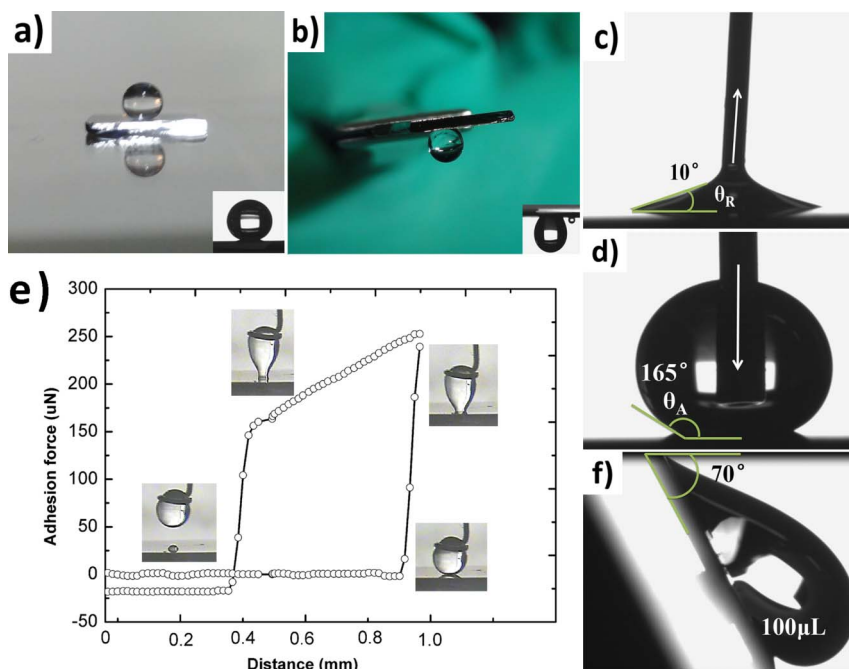 a)
b)
c)
10°
θR
d)
165°
θA
e)
300
250
200
150
100
50
0
-50
Adhesion force (uN)
0
0.2
0.4
0.6
0.8
1.0
Distance (mm)
f)
70°
100μL